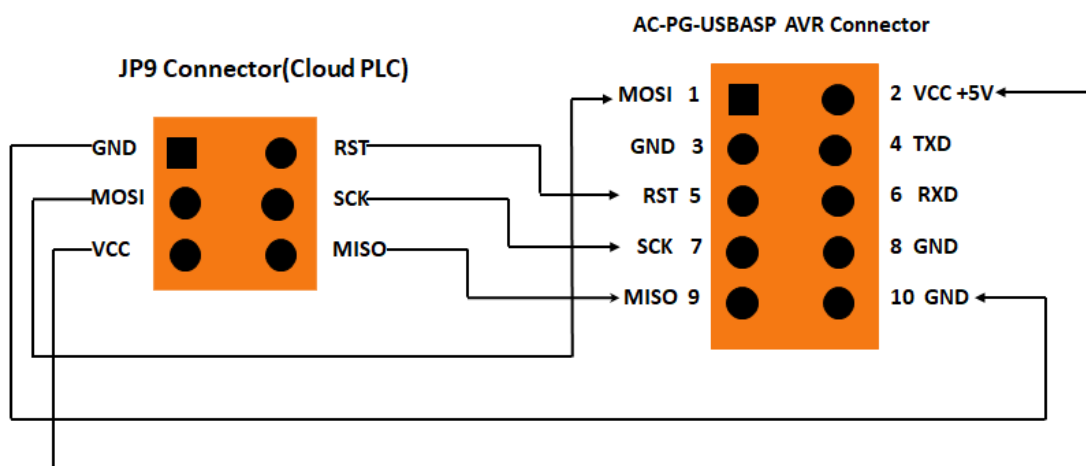 AC-PG-USBASP AVR Connector
JP9 Connector(Cloud PLC)
MOSI 1
2 VCC +5V
GND
RST
GND 3
4 TXD
MOSI
SCK
RST 5
6 RXD
VCC
MISO
SCK 7
8 GND
MISO 9
10 GND